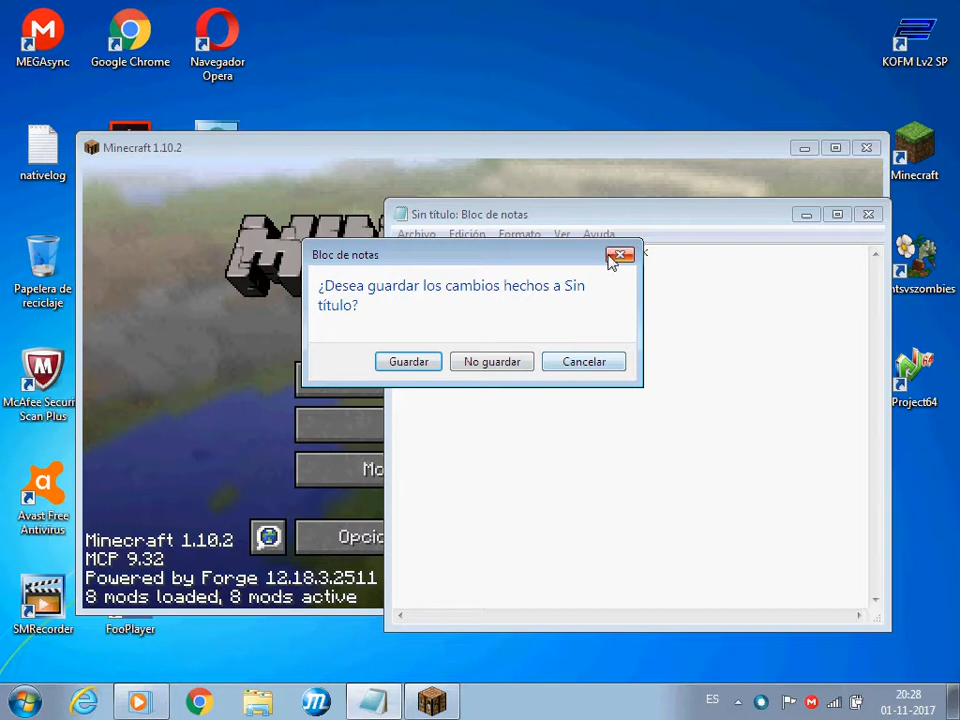 MEGAsync
Google Chrome
Navegador
Opera
KOFM Lv2 SP
Minecraft 1.10.2
nativelog
Minecraft
Sin título: Bloc de notas
Archivo Edición Formato Ver Ayuda
Bloc de notas
¿Desea guardar los cambios hechos a Sin
título?
Guardar No guardar Cancelar
Papelera de
reciclaje
ntsvszombies
McAfee Securi
Scan Plus
Project64
Mo
Avast Free
Antivirus
Opcio
Minecraft 1.10.2
MCP 9.32
Powered by Forge 12.18.3.2511
8 mods loaded, 8 mods active
SMRecorder
FooPlayer
ES
20:28
01-11-2017